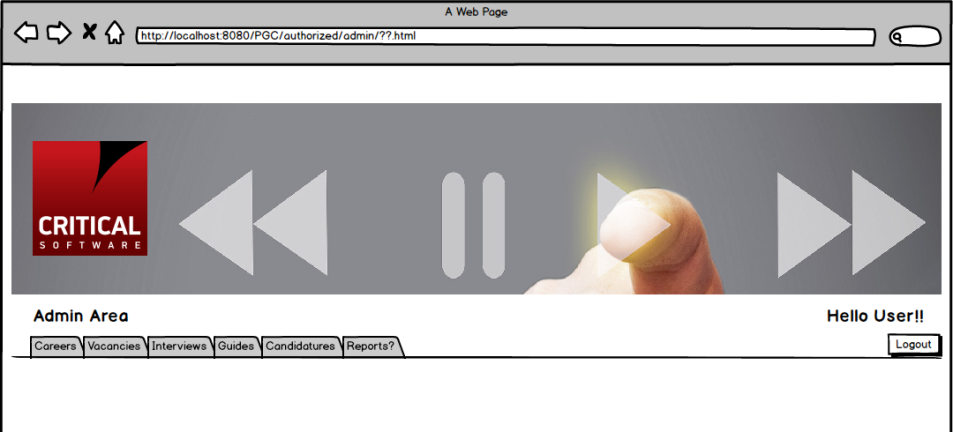 A Web Page
http://localhost:8080/PGC/authorized/admin/??.html
CRITICAL
SOFTWARE
Admin Area
Hello User!!
Careers Vacancies Interviews Guides Candidatures Reports?
Logout